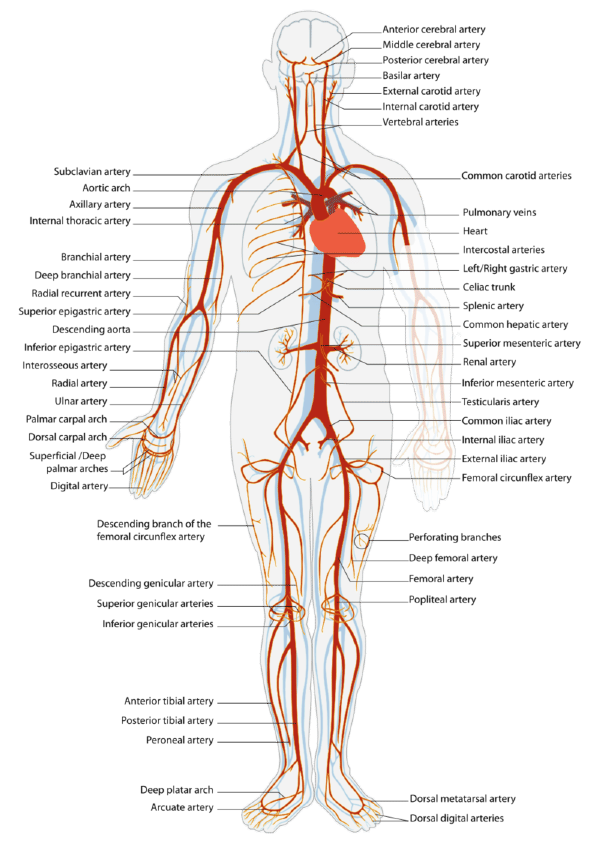 Anterior cerebral artery
Middle cerebral artery
Posterior cerebral artery
Basilar artery
External carotid artery
Internal carotid artery
Vertebral arteries
Subclavian artery
Aortic arch
Axillary artery
Internal thoracic artery
Branchial artery
Deep branchial artery
Radial recurrent artery
Superior epigastric artery
Descending aorta
Inferior epigastric artery
Interosseous artery
Radial artery
Ulnar artery
Palmar carpal arch
Dorsal carpal arch
Superficial /Deep
palmar arches
Digital artery
Common carotid arteries
Pulmonary veins
Heart
Intercostal arteries
Left/Right gastric artery
Celiac trunk
Splenic artery
Common hepatic artery
Superior mesenteric artery
Renal artery
Inferior mesenteric artery
Testicularis artery
Common iliac artery
Internal iliac artery
External iliac artery
Femoral circunflex artery
Descending branch of the
femoral circunflex artery
Perforating branches
Deep femoral artery
Femoral artery
Popliteal artery
Descending genicular artery
Superior genicular arteries
Inferior genicular arteries
Anterior tibial artery
Posterior tibial artery
Peroneal artery
Deep platar arch
Arcuate artery
Dorsal metatarsal artery
Dorsal digital arteries